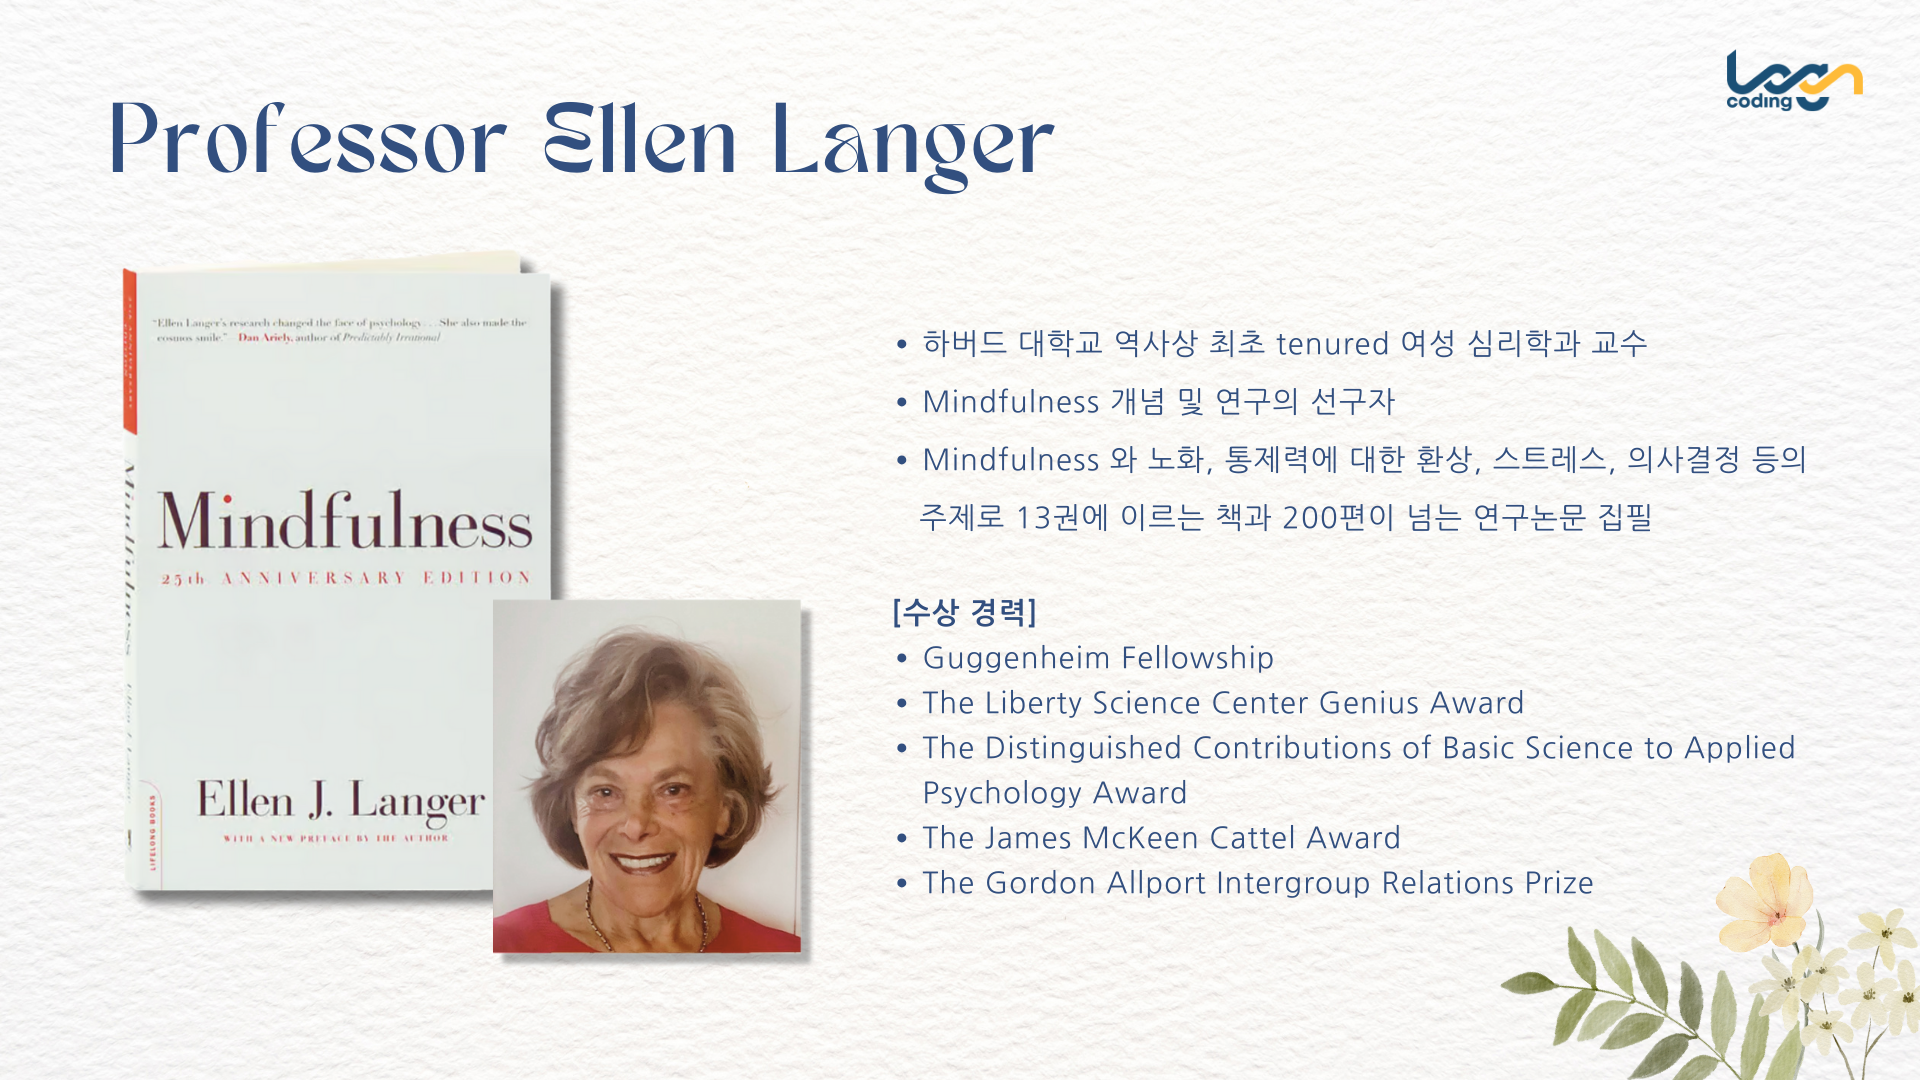 Professor Ellen Langer
coding
"Ellen Langer's research changed the face of psychology. . . She also made the
cosmos smile." —Dan Ariely, author of Predictably Irrational
Mindfulness
25th ANNIVERSARY EDITION
Ellen J. Langer
WITH A NEW PREFACE BY THE AUTHOR
LIFELONG BOOKS
Mindfulness
Ellen J. Langer
• 하버드 대학교 역사상 최초 tenured 여성 심리학과 교수
• Mindfulness 개념 및 연구의 선구자
• Mindfulness 와 노화, 통제력에 대한 환상, 스트레스, 의사결정 등의
주제로 13권에 이르는 책과 200편이 넘는 연구논문 집필
[수상 경력]
• Guggenheim Fellowship
• The Liberty Science Center Genius Award
• The Distinguished Contributions of Basic Science to Applied
Psychology Award
• The James McKeen Cattel Award
• The Gordon Allport Intergroup Relations Prize